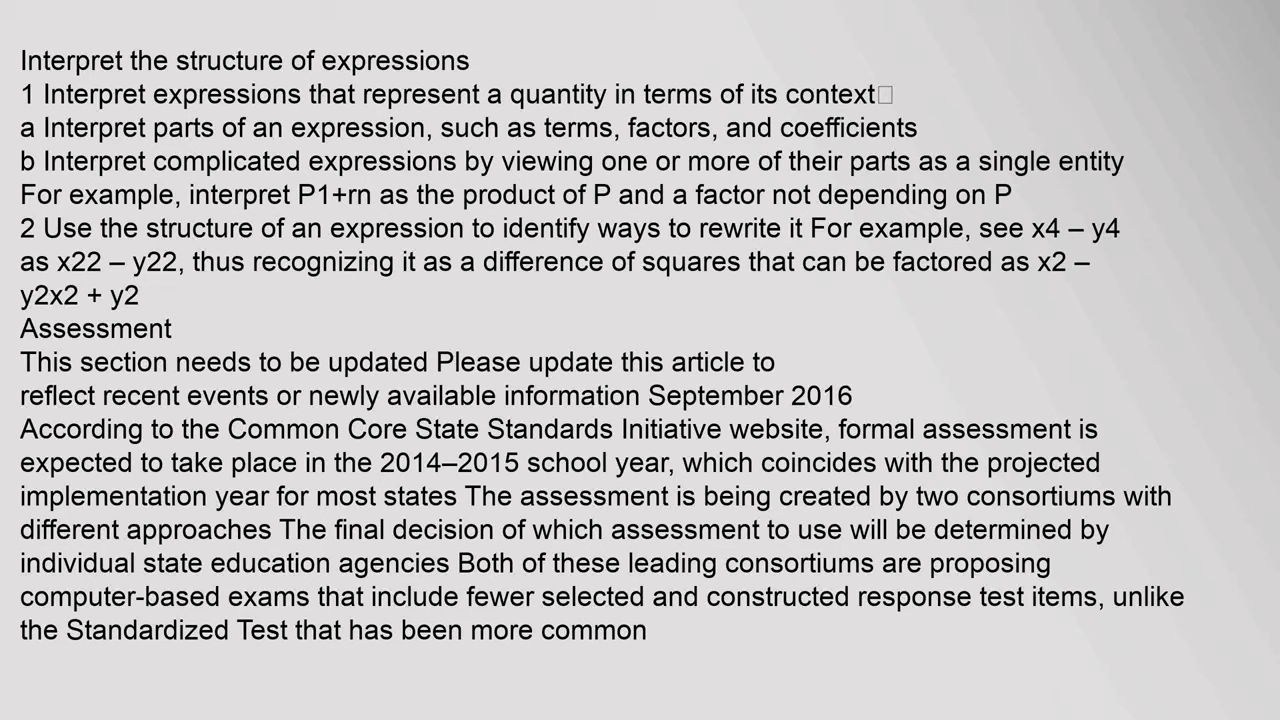 Interpret the structure of expressions
1 Interpret expressions that represent a quantity in terms of its context□
a Interpret parts of an expression, such as terms, factors, and coefficients
b Interpret complicated expressions by viewing one or more of their parts as a single entity
For example, interpret P1+rn as the product of P and a factor not depending on P
2 Use the structure of an expression to identify ways to rewrite it For example, see x4 – y4
as x22 – y22, thus recognizing it as a difference of squares that can be factored as x2 –
y2x2 + y2
Assessment
This section needs to be updated Please update this article to
reflect recent events or newly available information September 2016
According to the Common Core State Standards Initiative website, formal assessment is
expected to take place in the 2014–2015 school year, which coincides with the projected
implementation year for most states The assessment is being created by two consortiums with
different approaches The final decision of which assessment to use will be determined by
individual state education agencies Both of these leading consortiums are proposing
computer-based exams that include fewer selected and constructed response test items, unlike
the Standardized Test that has been more common